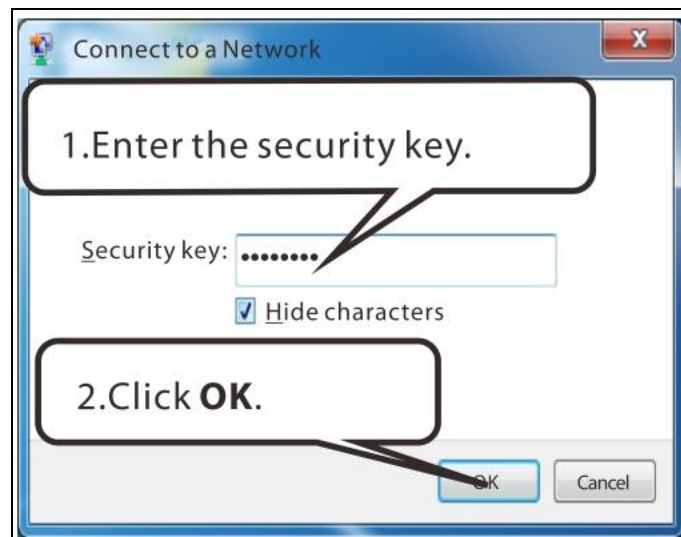 Connect to a Network
1.Enter the security key.
Security key: ••••••••
Hide characters
2.Click OK.
OK Cancel